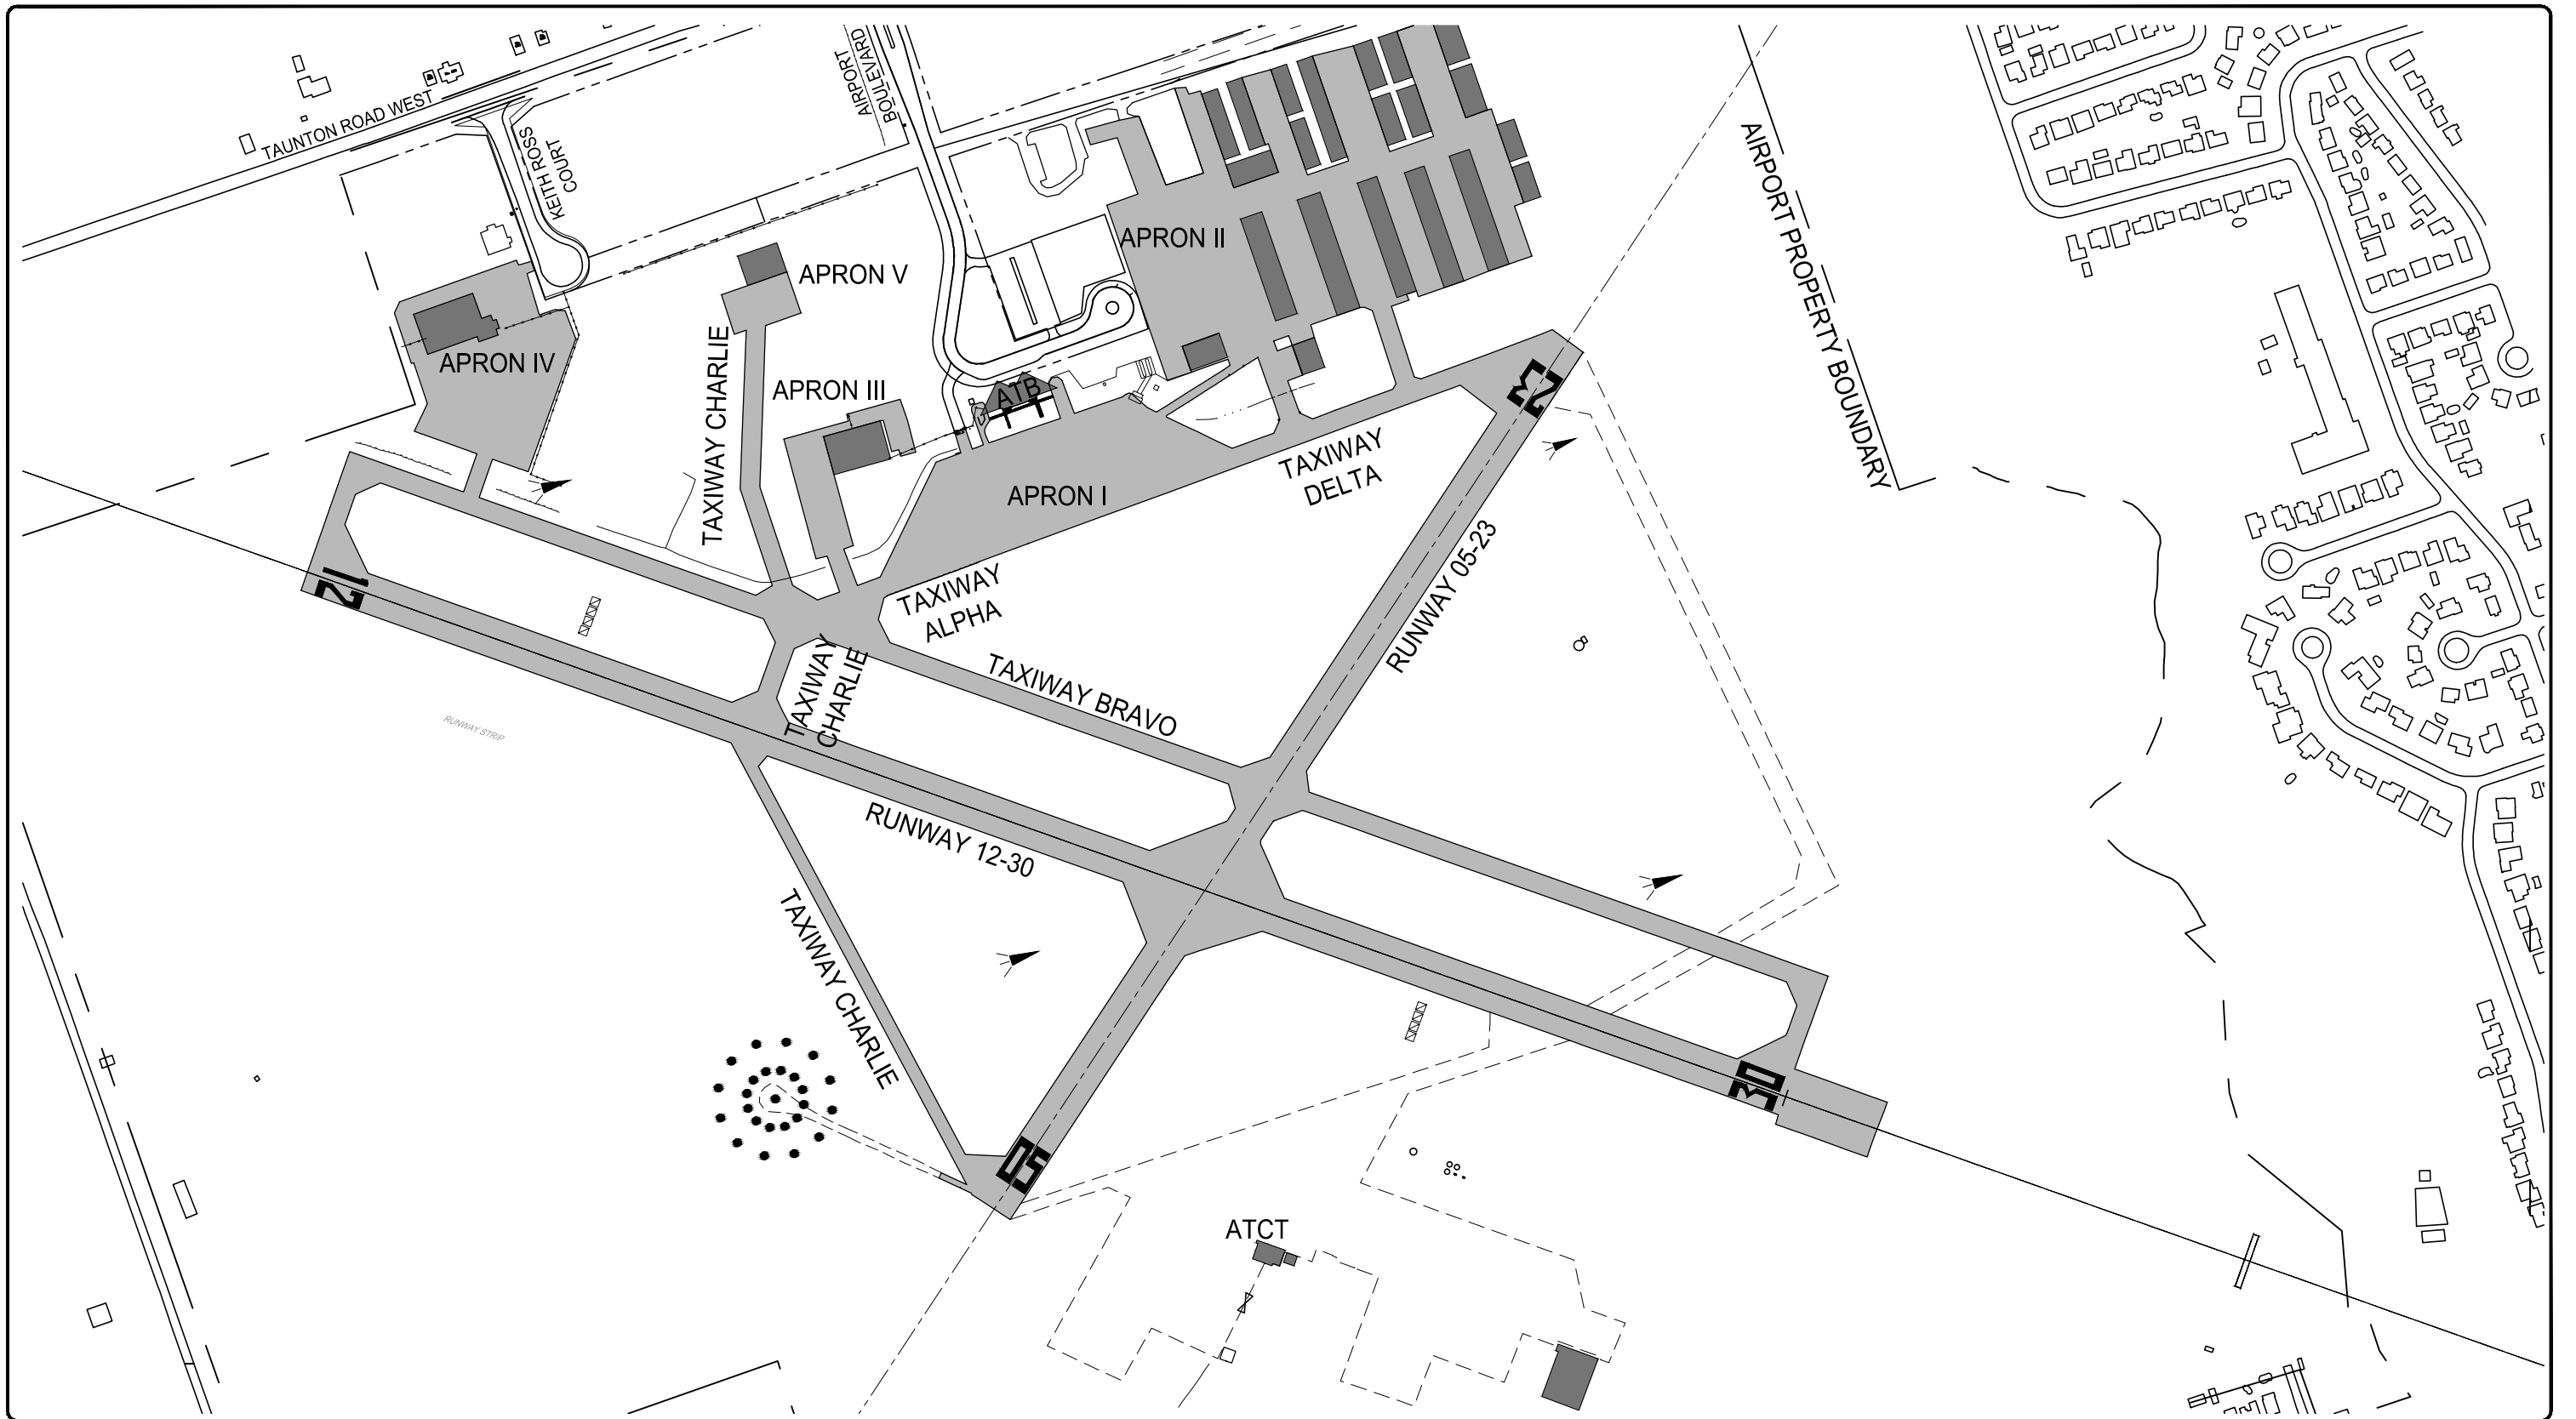 TAUNTON ROAD WEST
KEITH ROSS
COURT
AIRPORT
BOULEVARD
AIRPORT PROPERTY BOUNDARY
APRON II
APRON V
APRON IV
TAXIWAY CHARLIE
APRON III
ATB
23
TAXIWAY
DELTA
APRON I
RUNWAY 05-23
12
TAXIWAY
ALPHA
TAXIWAY
CHARLIE
TAXIWAY BRAVO
RUNWAY STRIP
RUNWAY 12-30
TAXIWAY CHARLIE
30
05
ATCT